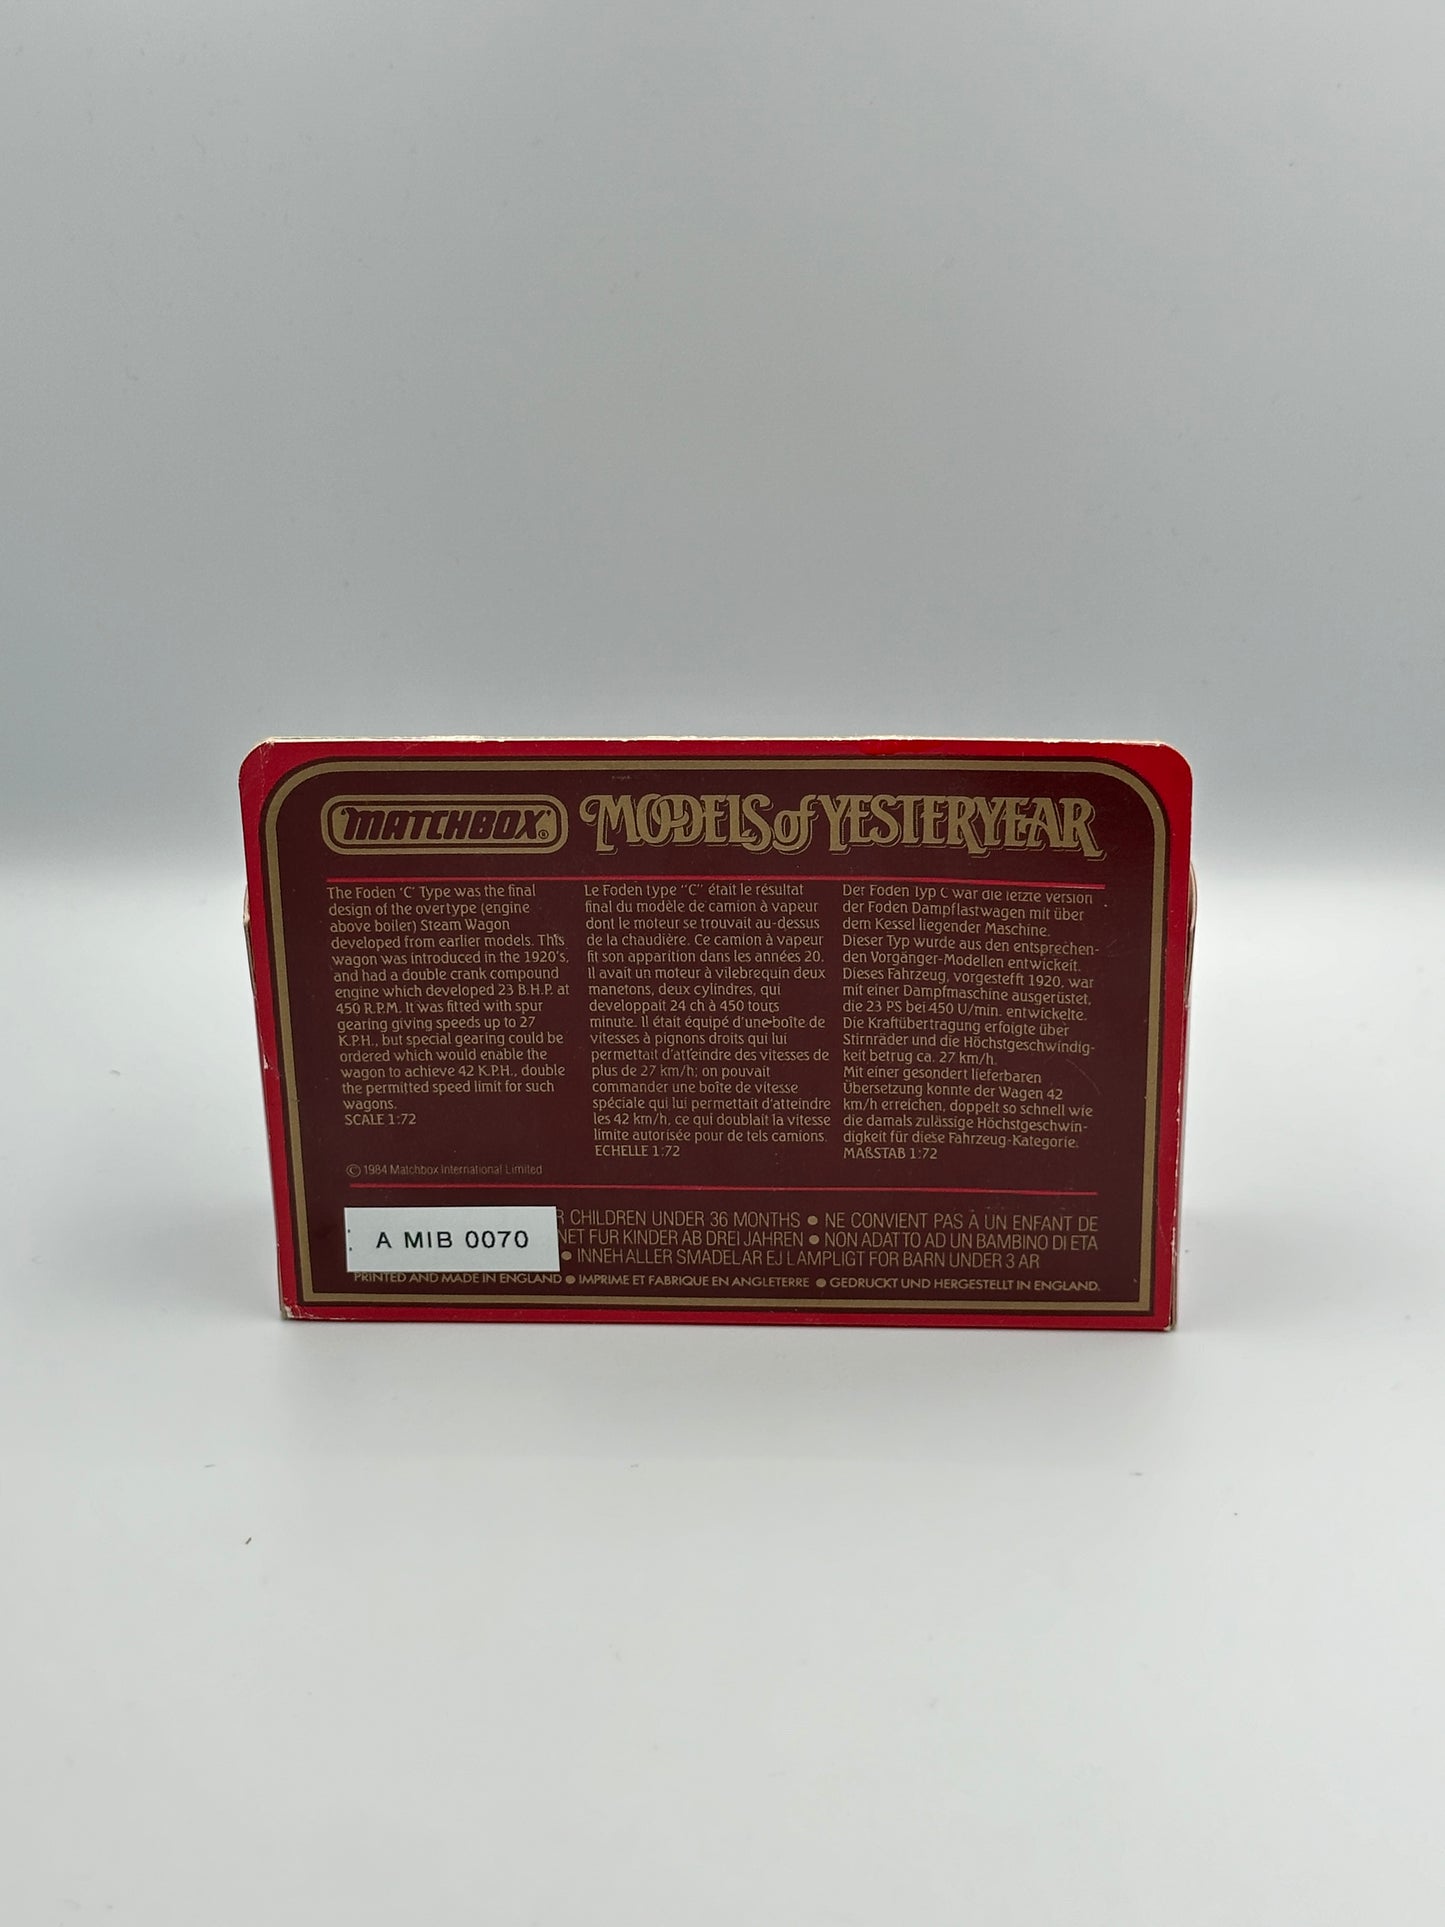 MATCHBOX®
MODELS of YESTERYEAR
The Foden 'C' Type was the final
design of the overtype (engine
above boiler) Steam Wagon
developed from earlier models. This
wagon was introduced in the 1920's,
and had a double crank compound
engine which developed 23 B.H.P. at
450 R.P.M. It was fitted with spur
gearing giving speeds up to 27
K.P.H., but special gearing could be
ordered which would enable the
wagon to achieve 42 K.P.H., double
the permitted speed limit for such
wagons.
SCALE 1:72
© 1984 Matchbox International Limited
Le Foden type "C" était le résultat
final du modèle de camion à vapeur
dont le moteur se trouvait au-dessus
de la chaudière. Ce camion à vapeur
fit son apparition dans les années 20.
Il avait un moteur à vilebrequin deux
manetons, deux cylindres, qui
developpait 24 ch à 450 tours
minute. Il était équipé d'une boîte de
vitesses à pignons droits qui lui
permettait d'atteindre des vitesses de
plus de 27 km/h; on pouvait
commander une boîte de vitesse
spéciale qui lui permettait d'atteindre
les 42 km/h, ce qui doublait la vitesse
limite autorisée pour de tels camions.
ECHELLE 1:72
Der Foden Typ C war die letzte Version
der Foden Dampflastwagen mit über
dem Kessel liegender Maschine.
Dieser Typ wurde aus den entsprechen-
den Vorgänger-Modellen entwickeit.
Dieses Fahrzeug, vorgestefft 1920, war
mit einer Dampfmaschine ausgerüstet,
die 23 PS bei 450 U/min. entwickelte.
Die Kraftübertragung erfolgte über
Stirnräder und die Höchstgeschwindig-
keit betrug ca. 27 km/h.
Mit einer gesondert lieferbaren
Übersetzung konnte der Wagen 42
km/h erreichen, doppelt so schnell wie
die damals zulässige Höchstgeschwin-
digkeit für diese Fahrzeug-Kategorie.
MAßSTAB 1:72
A MIB 0070
R CHILDREN UNDER 36 MONTHS ● NE CONVIENT PAS A UN ENFANT DE
NET FUR KINDER AB DREI JAHREN ● NON ADATTO AD UN BAMBINO DI ETA
● INNEHALLER SMADELAR EJ LAMPLIGT FOR BARN UNDER 3 AR
PRINTED AND MADE IN ENGLAND ● IMPRIME ET FABRIQUE EN ANGLETERRE ● GEDRUCKT UND HERGESTELLT IN ENGLAND.